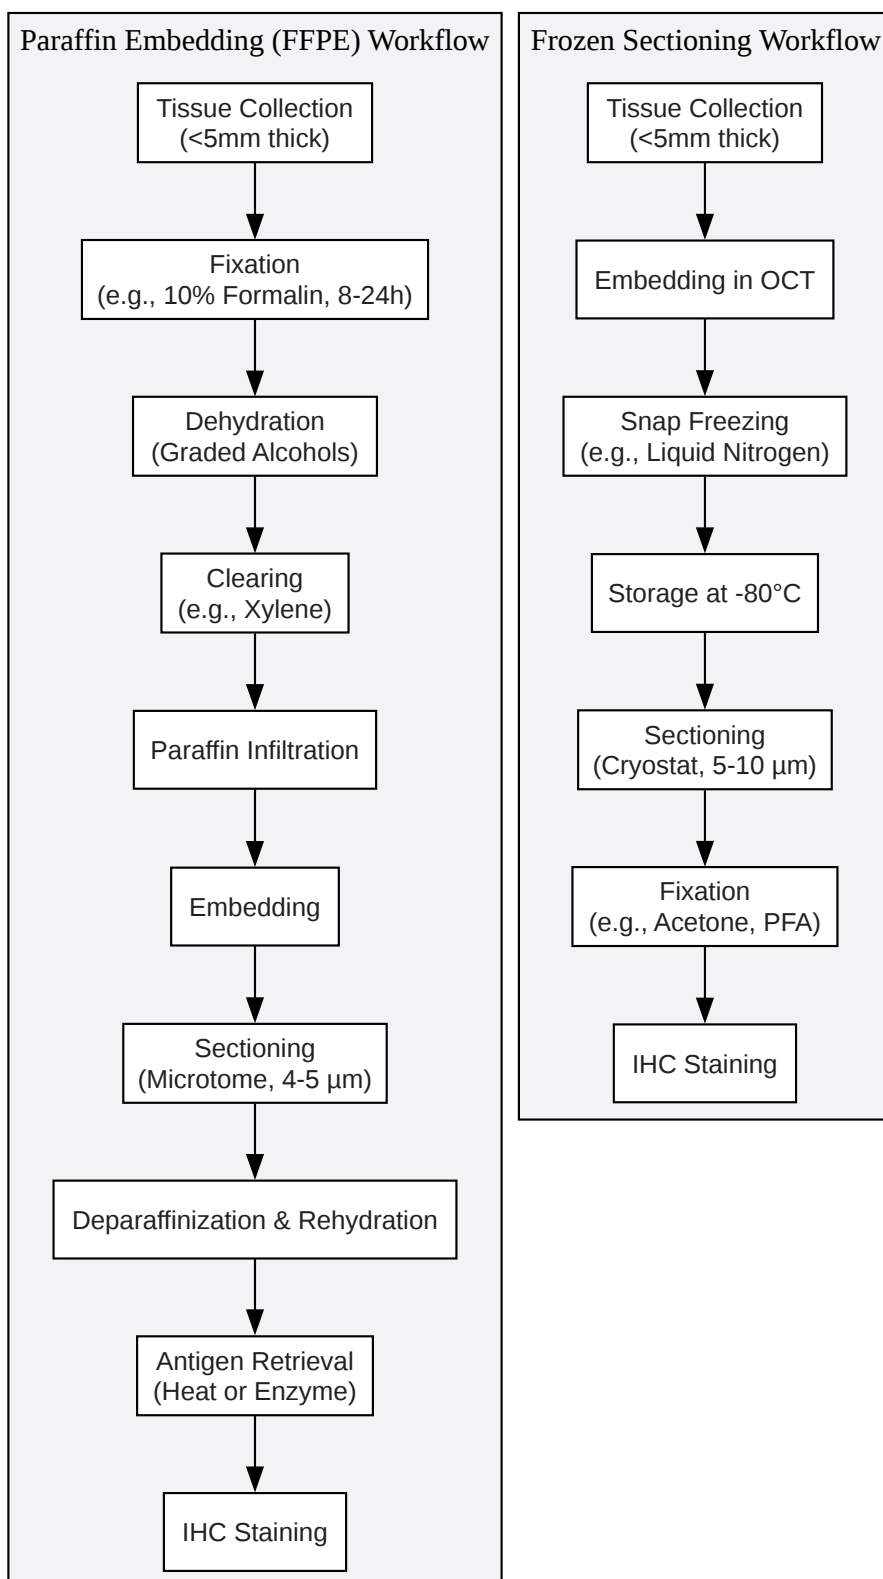 Paraffin Embedding (FFPE) Workflow
Tissue Collection
(<5mm thick)
Fixation
(e.g., 10% Formalin, 8-24h)
Dehydration
(Graded Alcohols)
Clearing
(e.g., Xylene)
Paraffin Infiltration
Embedding
Sectioning
(Microtome, 4-5 µm)
Deparaffinization & Rehydration
Antigen Retrieval
(Heat or Enzyme)
IHC Staining
Frozen Sectioning Workflow
Tissue Collection
(<5mm thick)
Embedding in OCT
Snap Freezing
(e.g., Liquid Nitrogen)
Storage at -80°C
Sectioning
(Cryostat, 5-10 µm)
Fixation
(e.g., Acetone, PFA)
IHC Staining